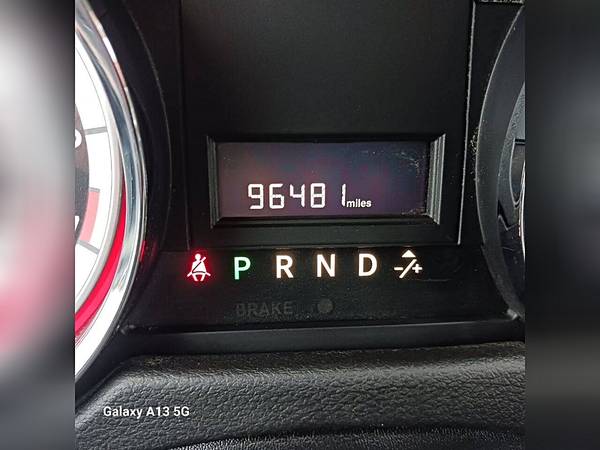 96481 miles
P R N D -/+
BRAKE
Galaxy A13 5G